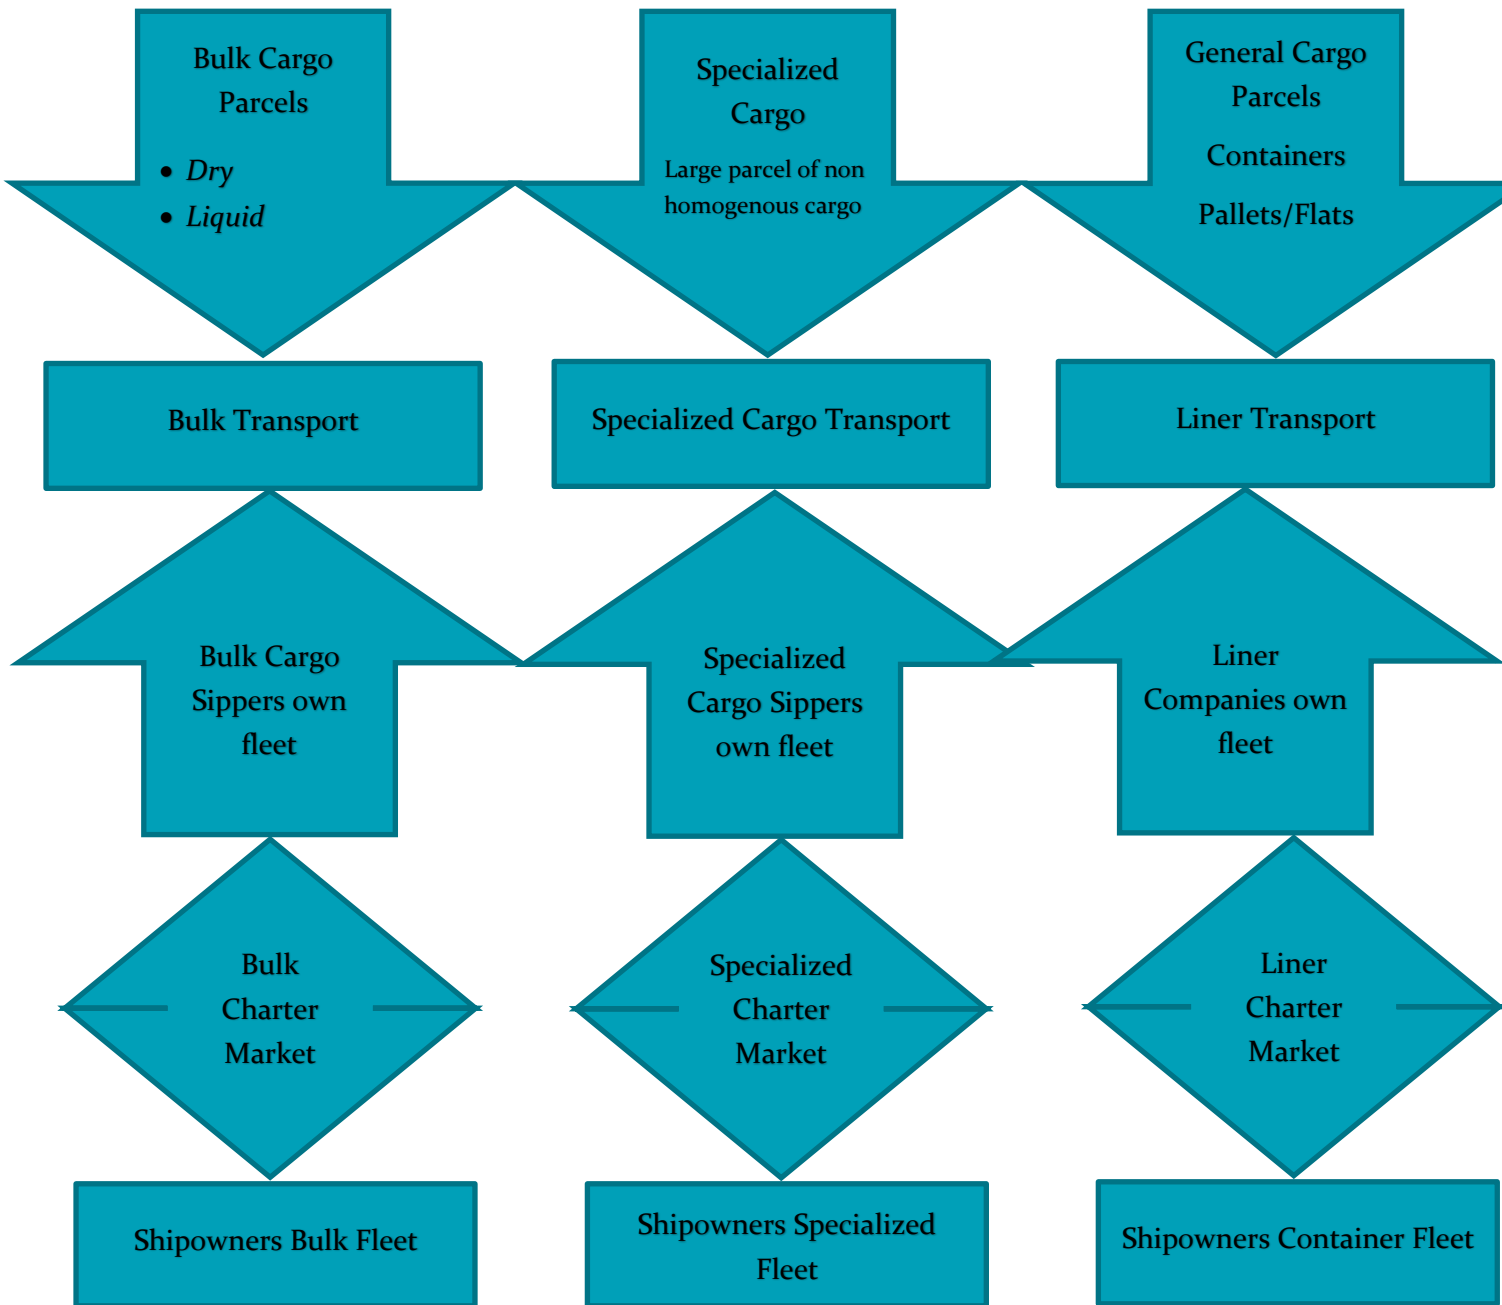 Bulk Cargo
Parcels
• Dry
• Liquid
Specialized
Cargo
Large parcel of non
homogenous cargo
General Cargo
Parcels
Containers
Pallets/Flats
Bulk Transport
Specialized Cargo Transport
Liner Transport
Bulk Cargo
Sippers own
fleet
Specialized
Cargo Sippers
own fleet
Liner
Companies own
fleet
Bulk
Charter
Market
Specialized
Charter
Market
Liner
Charter
Market
Shipowners Bulk Fleet
Shipowners Specialized
Fleet
Shipowners Container Fleet